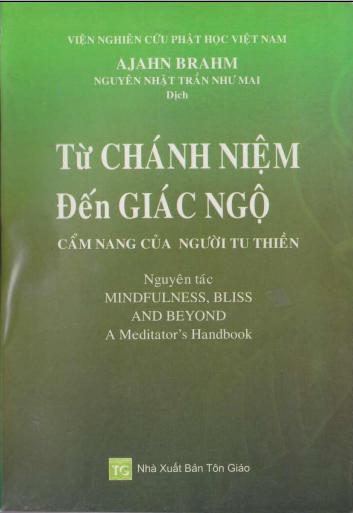 VIỆN NGHIÊN CỨU PHẬT HỌC VIỆT NAM
AJAHN BRAHM
NGUYÊN NHẬT TRẦN NHƯ MAI
Dịch
Từ CHÁNH NIỆM
Đến GIÁC NGỘ
CẨM NANG CỦA NGƯỜI TU THIỀN
Nguyên tác
MINDFULNESS, BLISS
AND BEYOND
A Meditator's Handbook
TG Nhà Xuất Bản Tôn Giáo